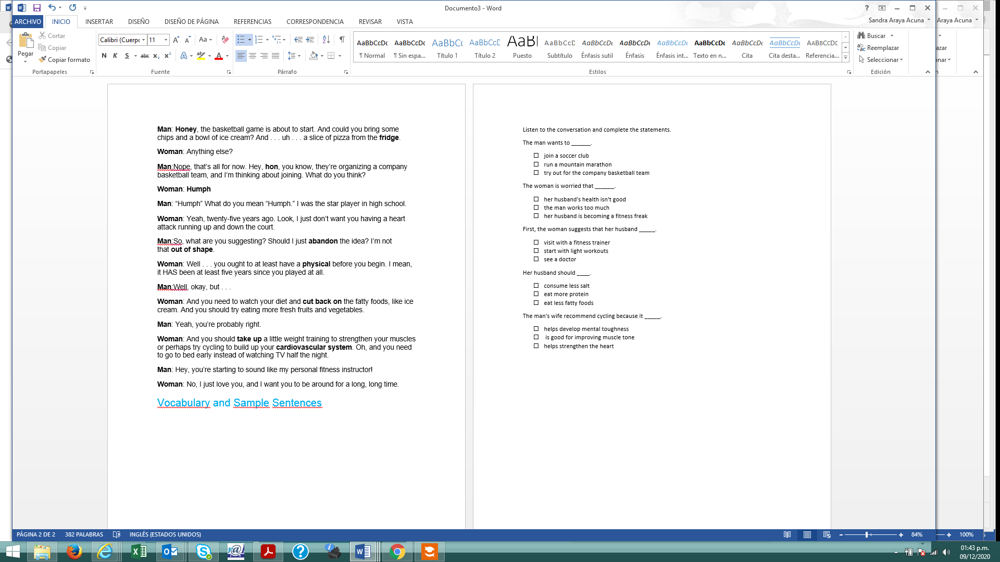 Documento3 - Word
Sandra Araya Acuna
Araya Acuna
ARCHIVO INICIO INSERTAR DISEÑO DISEÑO DE PÁGINA REFERENCIAS CORRESPONDENCIA REVISAR VISTA
Pegar
Cortar
Copiar
Copiar formato
Portapapeles
Calibri (Cuerpo 11
N K S abc x₂ x²
Fuente
Párrafo
AaBbCcDc AaBbCcDc AaBbCc AaBbCcD AaBl AaBbCcD AaBbCcDc AaBbCcDc AaBbCcDc AaBbCcDc AaBbCcDc AaBbCcDc AABBCCDE
¶ Normal ¶ Sin espa... Título 1 Título 2 Puesto Subtítulo Énfasis sutil Énfasis Énfasis int... Texto en n... Cita Cita desta... Referencia...
Estilos
Buscar
Reemplazar
Seleccionar
Edición
azar
onar
Man: Honey, the basketball game is about to start. And could you bring some
chips and a bowl of ice cream? And . . . uh . . . a slice of pizza from the fridge.
Woman: Anything else?
Man:Nope, that’s all for now. Hey, hon, you know, they’re organizing a company
basketball team, and I’m thinking about joining. What do you think?
Woman: Humph
Man: “Humph” What do you mean “Humph.” I was the star player in high school.
Woman: Yeah, twenty-five years ago. Look, I just don’t want you having a heart
attack running up and down the court.
Man:So, what are you suggesting? Should I just abandon the idea? I’m not
that out of shape.
Woman: Well . . . you ought to at least have a physical before you begin. I mean,
it HAS been at least five years since you played at all.
Man:Well, okay, but . . .
Woman: And you need to watch your diet and cut back on the fatty foods, like ice
cream. And you should try eating more fresh fruits and vegetables.
Man: Yeah, you’re probably right.
Woman: And you should take up a little weight training to strengthen your muscles
or perhaps try cycling to build up your cardiovascular system. Oh, and you need
to go to bed early instead of watching TV half the night.
Man: Hey, you’re starting to sound like my personal fitness instructor!
Woman: No, I just love you, and I want you to be around for a long, long time.
Vocabulary and Sample Sentences
Listen to the conversation and complete the statements.
The man wants to ______.
join a soccer club
run a mountain marathon
try out for the company basketball team
The woman is worried that ______.
her husband's health isn't good
the man works too much
her husband is becoming a fitness freak
First, the woman suggests that her husband _____.
visit with a fitness trainer
start with light workouts
see a doctor
Her husband should ____.
consume less salt
eat more protein
eat less fatty foods
The man's wife recommend cycling because it _____.
helps develop mental toughness
is good for improving muscle tone
helps strengthen the heart
PÁGINA 2 DE 2 382 PALABRAS INGLÉS (ESTADOS UNIDOS)
84%
100%
01:43 p.m.
09/12/2020